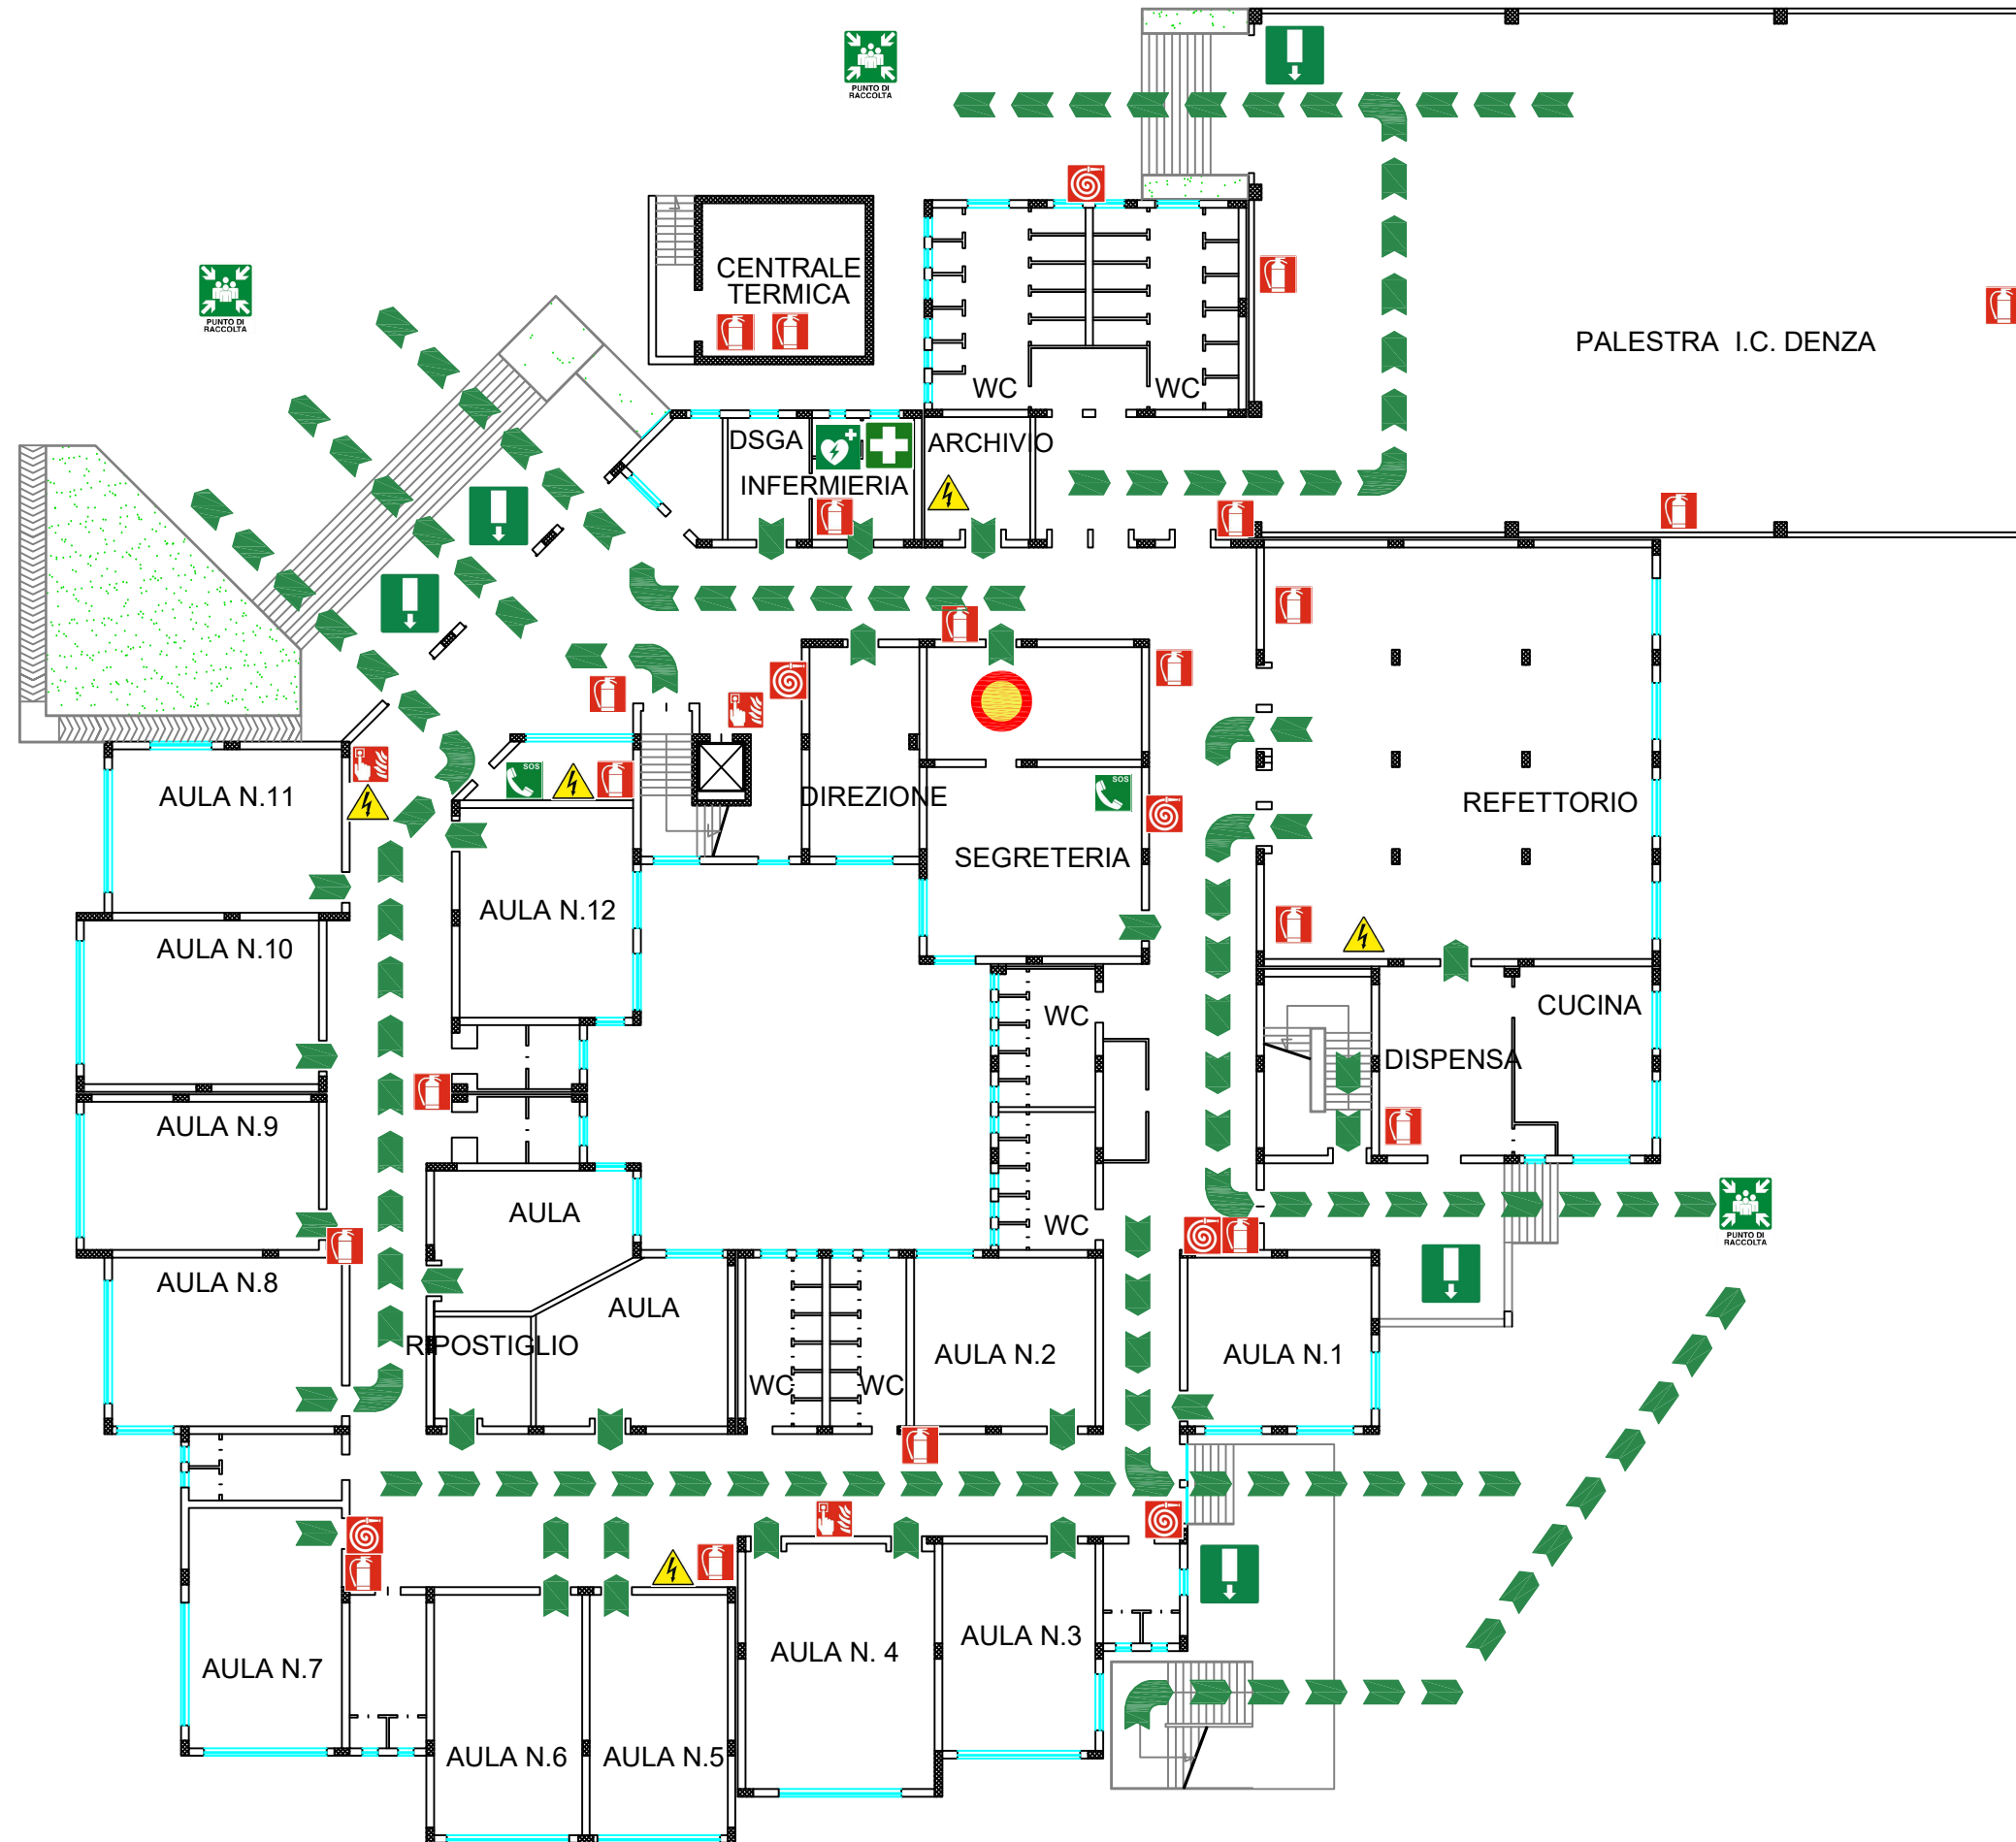 PUNTO DI
RACCOLTA
PUNTO DI
RACCOLTA
CENTRALE
TERMICA
PALESTRA I.C. DENZA
WC
WC
DSGA
ARCHIVIO
INFERMIERIA
SOS
SOS
AULA N.11
DIREZIONE
REFETTORIO
SEGRETERIA
AULA N.12
AULA N.10
CUCINA
WC
DISPENSA
AULA N.9
AULA
WC
PUNTO DI
RACCOLTA
AULA N.8
AULA
RIPOSTIGLIO
AULA N.2
AULA N.1
WC
WC
AULA N.3
AULA N. 4
AULA N.7
AULA N.6
AULA N.5